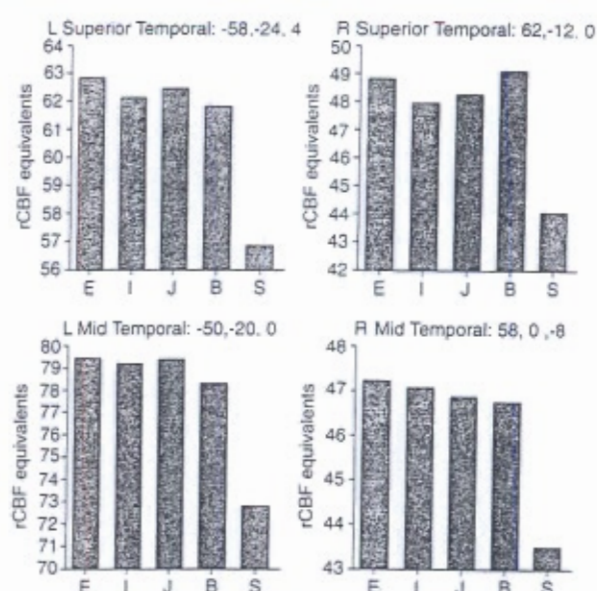 L Superior Temporal: -58,-24, 4
64
63
62
61
60
59
58
57
56
rCBF equivalents
E I J B S
R Superior Temporal: 62,-12. 0
50
49
48
47
46
45
44
43
42
rCBF equivalents
E I J B S
L Mid Temporal: -50,-20. 0
80
79
78
77
76
75
74
73
72
71
70
rCBF equivalents
E I J B S
R Mid Temporal: 58, 0 ,-8
48
47
46
45
44
43
rCBF equivalents
E I J B S